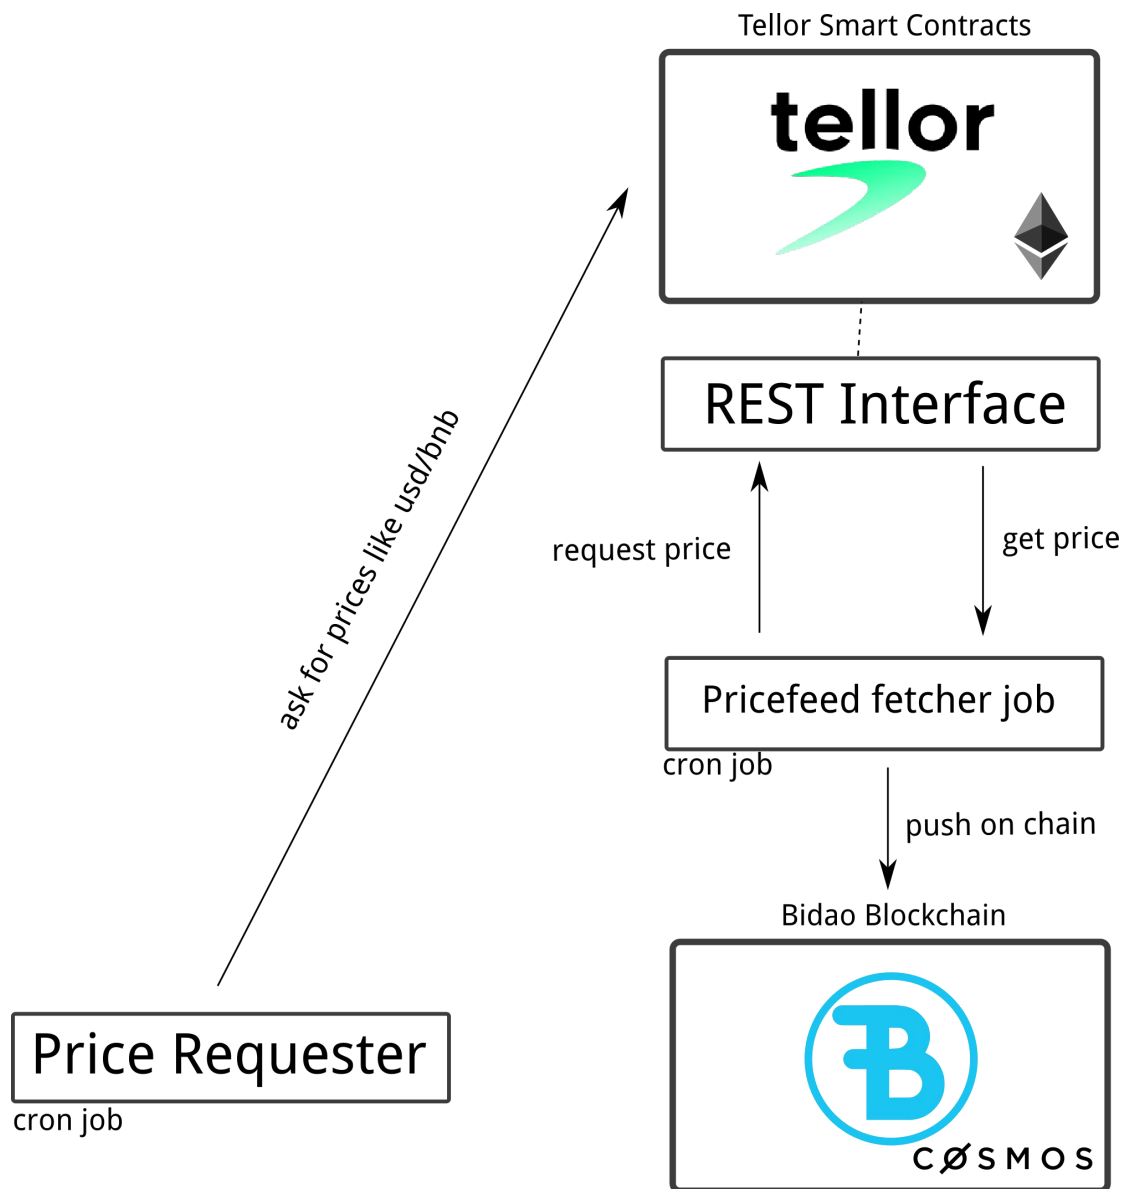 Tellor Smart Contracts
tellor
REST Interface
ask for prices like usd/bnb
request price
get price
Pricefeed fetcher job
cron job
push on chain
Bidao Blockchain
Price Requester
cron job
CØSMOS